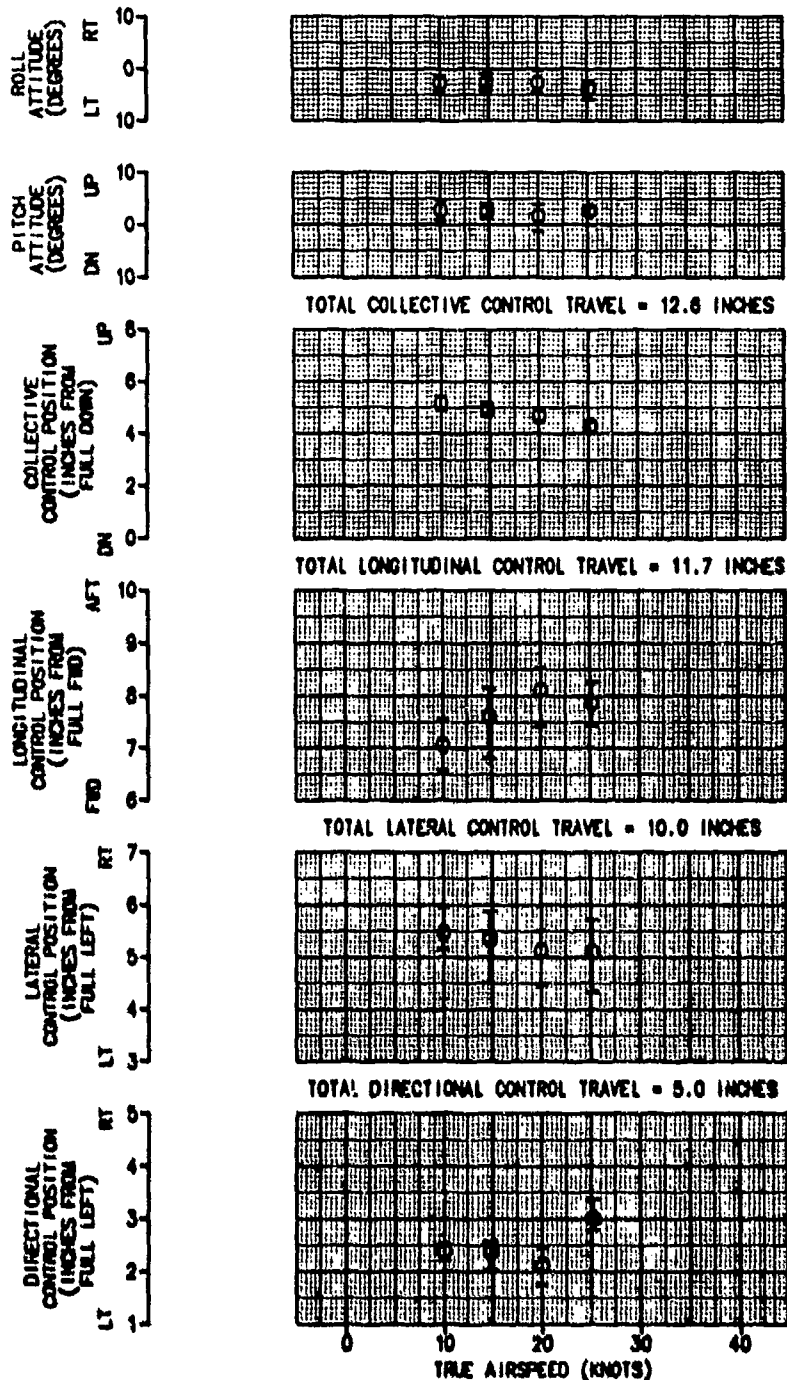 ROLL
ATTITUDE
(DEGREES)
LT RT
10
0
10
PITCH
ATTITUDE
(DEGREES)
DN UP
10
0
10
TOTAL COLLECTIVE CONTROL TRAVEL = 12.6 INCHES
COLLECTIVE
CONTROL POSITION
(INCHES FROM
FULL DOWN)
DN UP
8
6
4
2
0
TOTAL LONGITUDINAL CONTROL TRAVEL = 11.7 INCHES
LONGITUDINAL
CONTROL POSITION
(INCHES FROM
FULL FWD)
FWD AFT
10
9
8
7
6
TOTAL LATERAL CONTROL TRAVEL = 10.0 INCHES
LATERAL
CONTROL POSITION
(INCHES FROM
FULL LEFT)
LT RT
7
6
5
4
3
TOTAL DIRECTIONAL CONTROL TRAVEL = 5.0 INCHES
DIRECTIONAL
CONTROL POSITION
(INCHES FROM
FULL LEFT)
LT RT
5
4
3
2
1
0 10 20 30 40
TRUE AIRSPEED (KNOTS)